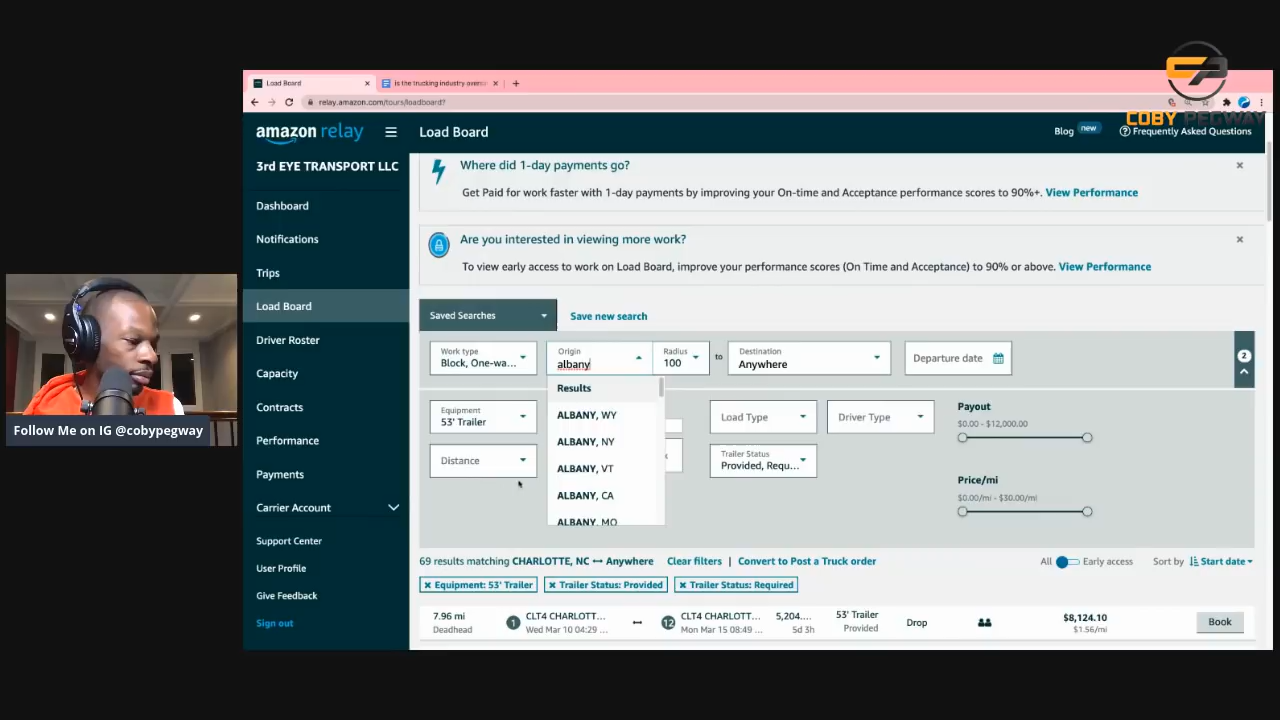 COBY PEGWAY
Load Board
is the trucking industry overs
relay.amazon.com/tours/loadboard?
amazon relay
Load Board
Blog new
Frequently Asked Questions
3rd EYE TRANSPORT LLC
Dashboard
Notifications
Trips
Load Board
Driver Roster
Capacity
Contracts
Performance
Payments
Carrier Account
Support Center
User Profile
Give Feedback
Sign out
Follow Me on IG @cobypegway
Where did 1-day payments go?
Get Paid for work faster with 1-day payments by improving your On-time and Acceptance performance scores to 90%+. View Performance
Are you interested in viewing more work?
To view early access to work on Load Board, improve your performance scores (On Time and Acceptance) to 90% or above. View Performance
Saved Searches
Save new search
Work type
Block, One-wa...
Origin
albany
Radius
100
to
Destination
Anywhere
Departure date
2
Results
ALBANY, WY
ALBANY, NY
ALBANY, VT
ALBANY, CA
ALBANY, MO
Equipment
53' Trailer
Distance
Load Type
Driver Type
Trailer Status
Provided, Requ...
Payout
$0.00 - $12,000.00
Price/mi
$0.00/mi - $30.00/mi
69 results matching CHARLOTTE, NC ↔ Anywhere
Clear filters | Convert to Post a Truck order
All Early access
Sort by Start date
× Equipment: 53' Trailer
× Trailer Status: Provided
× Trailer Status: Required
7.96 mi
Deadhead
1 CLT4 CHARLOTT...
Wed Mar 10 04:29 ...
12 CLT4 CHARLOTT...
Mon Mar 15 08:49 ...
5,204....
5d 3h
53' Trailer
Provided
Drop
$8,124.10
$1.56/mi
Book